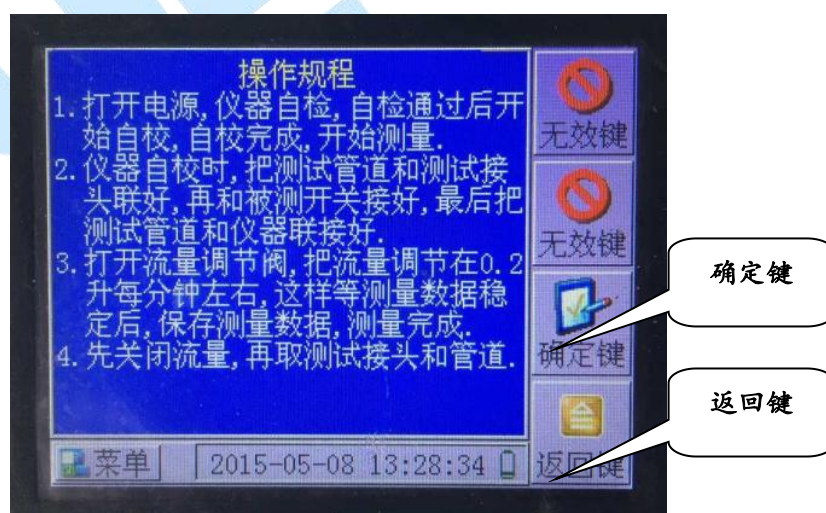 操作规程
1.打开电源,仪器自检,自检通过后开
始自校,自校完成,开始测量.
2.仪器自校时,把测试管道和测试接
头联好,再和被测开关接好,最后把
测试管道和仪器联接好.
3.打开流量调节阀,把流量调节在0.2
升每分钟左右,这样等测量数据稳
定后,保存测量数据,测量完成.
4.先关闭流量,再取测试接头和管道.
菜单
2015-05-08 13:28:34
无效键
无效键
确定键
返回键
确定键
返回键